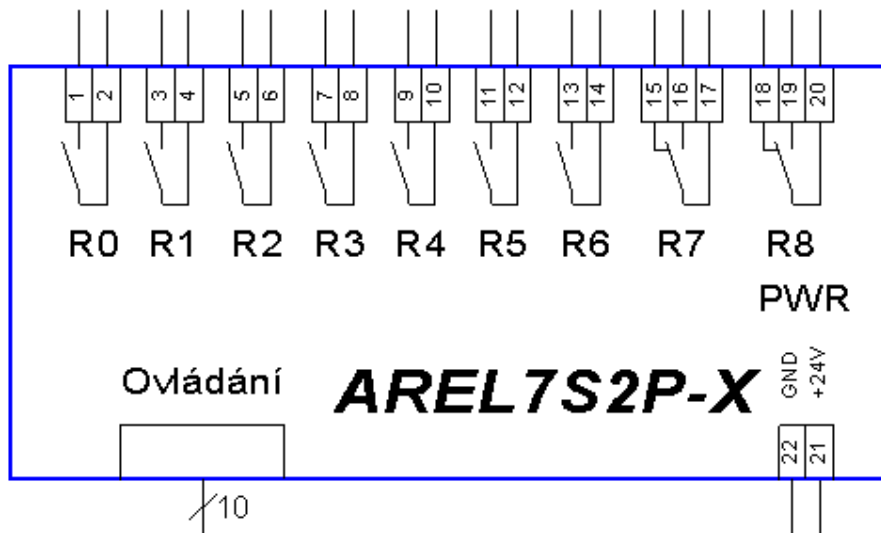 1 2 3 4 5 6 7 8 9 10 11 12 13 14 15 16 17 18 19 20
R0 R1 R2 R3 R4 R5 R6 R7 R8
PWR
Ovládání
AREL7S2P-X
GND
+24V
22 21
10